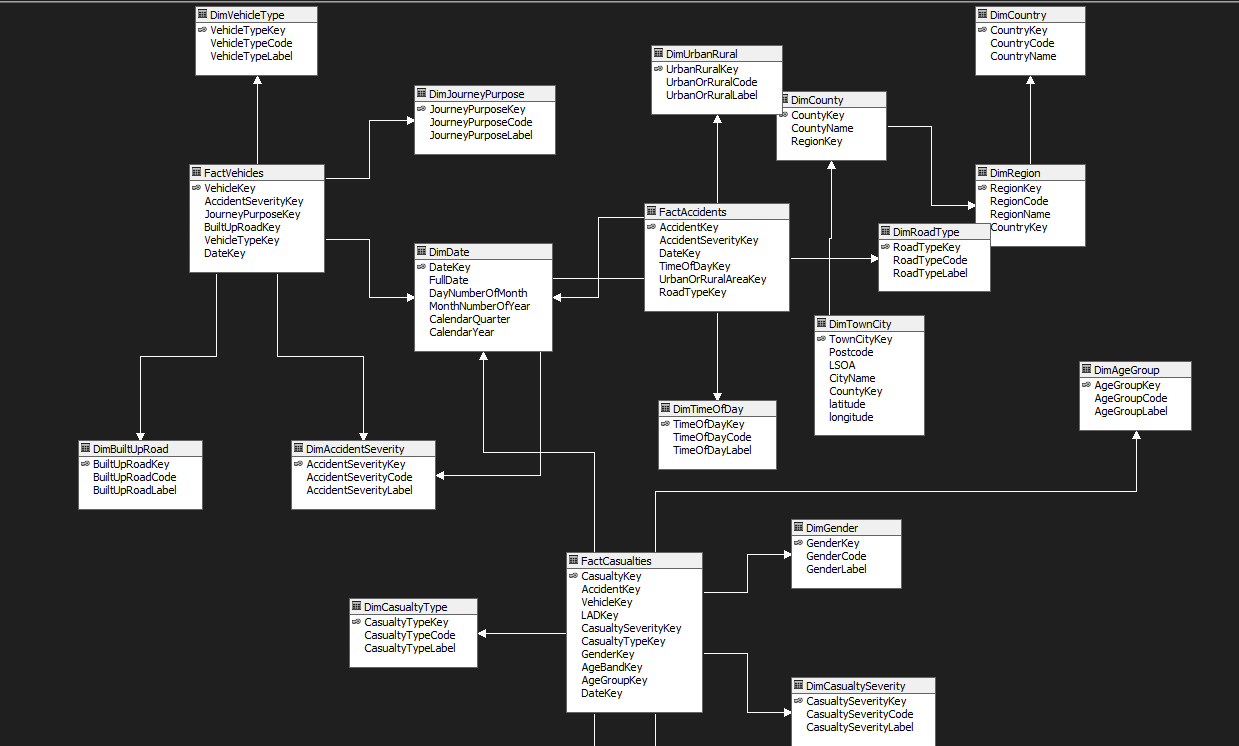 DimVehicleType
VehicleTypeKey
VehicleTypeCode
VehicleTypeLabel
DimCountry
CountryKey
CountryCode
CountryName
DimUrbanRural
UrbanRuralKey
UrbanOrRuralCode
UrbanOrRuralLabel
DimJourneyPurpose
JourneyPurposeKey
JourneyPurposeCode
JourneyPurposeLabel
DimCounty
CountyKey
CountyName
RegionKey
FactVehicles
VehicleKey
AccidentSeverityKey
JourneyPurposeKey
BuiltUpRoadKey
VehicleTypeKey
DateKey
DimRegion
RegionKey
RegionCode
RegionName
CountryKey
FactAccidents
AccidentKey
AccidentSeverityKey
DateKey
TimeOfDayKey
UrbanOrRuralAreaKey
RoadTypeKey
DimRoadType
RoadTypeKey
RoadTypeCode
RoadTypeLabel
DimDate
DateKey
FullDate
DayNumberOfMonth
MonthNumberOfYear
CalendarQuarter
CalendarYear
DimTownCity
TownCityKey
Postcode
LSOA
CityName
CountyKey
latitude
longitude
DimAgeGroup
AgeGroupKey
AgeGroupCode
AgeGroupLabel
DimTimeOfDay
TimeOfDayKey
TimeOfDayCode
TimeOfDayLabel
DimBuiltUpRoad
BuiltUpRoadKey
BuiltUpRoadCode
BuiltUpRoadLabel
DimAccidentSeverity
AccidentSeverityKey
AccidentSeverityCode
AccidentSeverityLabel
DimGender
GenderKey
GenderCode
GenderLabel
FactCasualties
CasualtyKey
AccidentKey
VehicleKey
LADKey
CasualtySeverityKey
CasualtyTypeKey
GenderKey
AgeBandKey
AgeGroupKey
DateKey
DimCasualtyType
CasualtyTypeKey
CasualtyTypeCode
CasualtyTypeLabel
DimCasualtySeverity
CasualtySeverityKey
CasualtySeverityCode
CasualtySeverityLabel